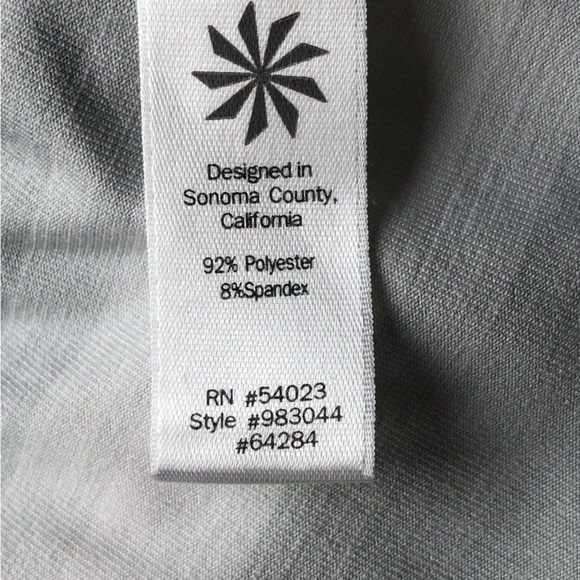 Designed in
Sonoma County,
California
92% Polyester
8%Spandex
RN #54023
Style #983044
#64284